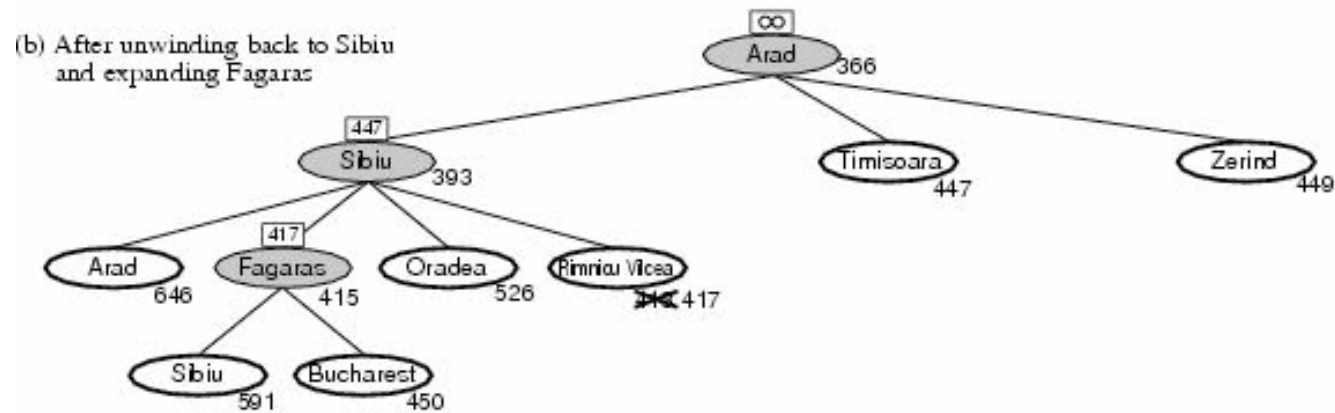 (b) After unwinding back to Sibiu
and expanding Fagaras
∞
Arad
366
447
Sibiu
393
Timisoara
447
Zerind
449
Arad
646
417
Fagaras
415
Oradea
526
Rimnicu Vilcea
417
Sibiu
591
Bucharest
450